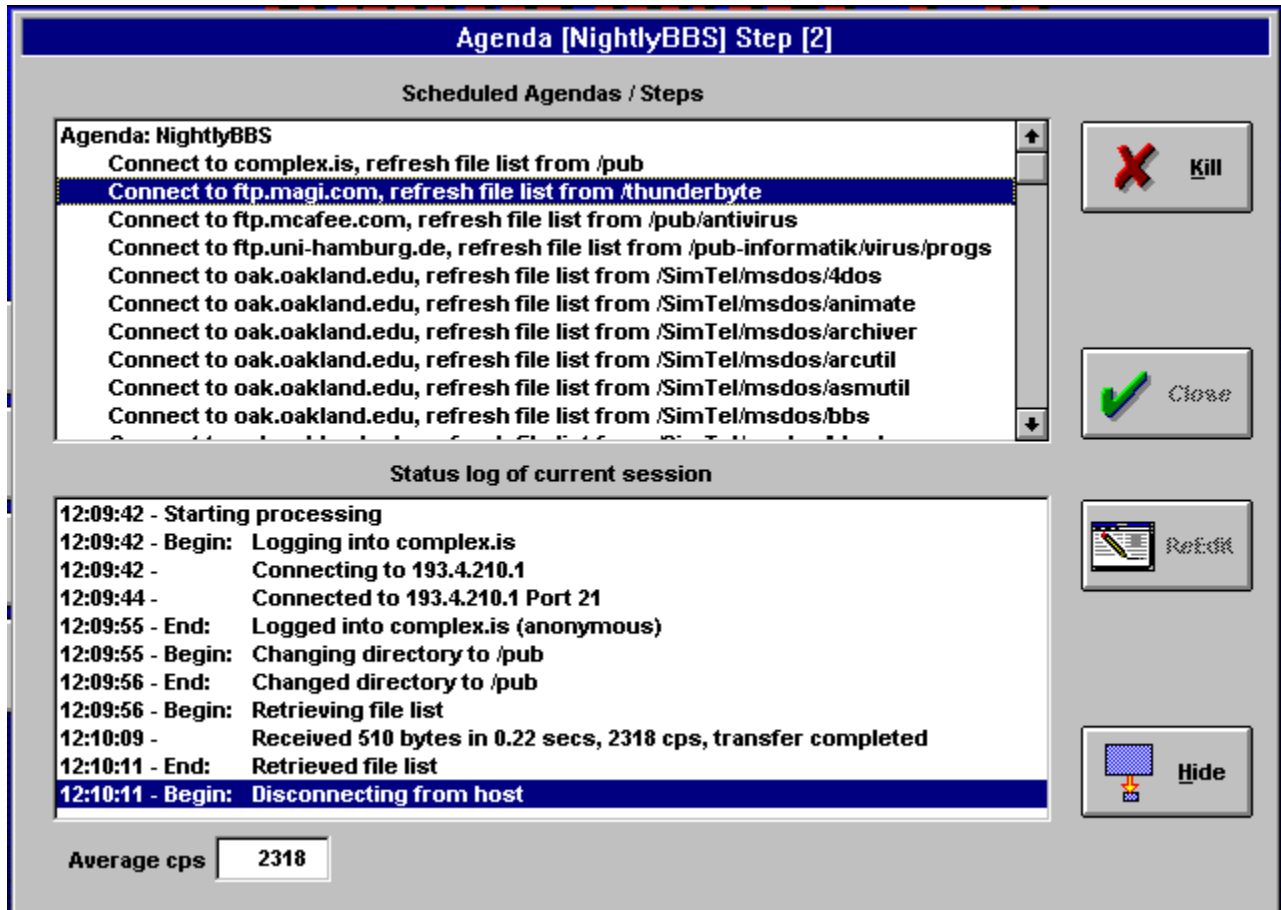 Agenda [NightlyBBS] Step [2]
Scheduled Agendas / Steps
Agenda: NightlyBBS
Connect to complex.is, refresh file list from /pub
Connect to ftp.magi.com, refresh file list from /thunderbyte
Connect to ftp.mcafee.com, refresh file list from /pub/antivirus
Connect to ftp.uni-hamburg.de, refresh file list from /pub-informatik/virus/progs
Connect to oak.oakland.edu, refresh file list from /SimTel/msdos/4dos
Connect to oak.oakland.edu, refresh file list from /SimTel/msdos/animate
Connect to oak.oakland.edu, refresh file list from /SimTel/msdos/archiver
Connect to oak.oakland.edu, refresh file list from /SimTel/msdos/arcutil
Connect to oak.oakland.edu, refresh file list from /SimTel/msdos/asmutil
Connect to oak.oakland.edu, refresh file list from /SimTel/msdos/bbs
Kill
Close
Status log of current session
12:09:42 - Starting processing
12:09:42 - Begin: Logging into complex.is
12:09:42 - Connecting to 193.4.210.1
12:09:44 - Connected to 193.4.210.1 Port 21
12:09:55 - End: Logged into complex.is (anonymous)
12:09:55 - Begin: Changing directory to /pub
12:09:56 - End: Changed directory to /pub
12:09:56 - Begin: Retrieving file list
12:10:09 - Received 510 bytes in 0.22 secs, 2318 cps, transfer completed
12:10:11 - End: Retrieved file list
12:10:11 - Begin: Disconnecting from host
ReEdit
Hide
Average cps 2318